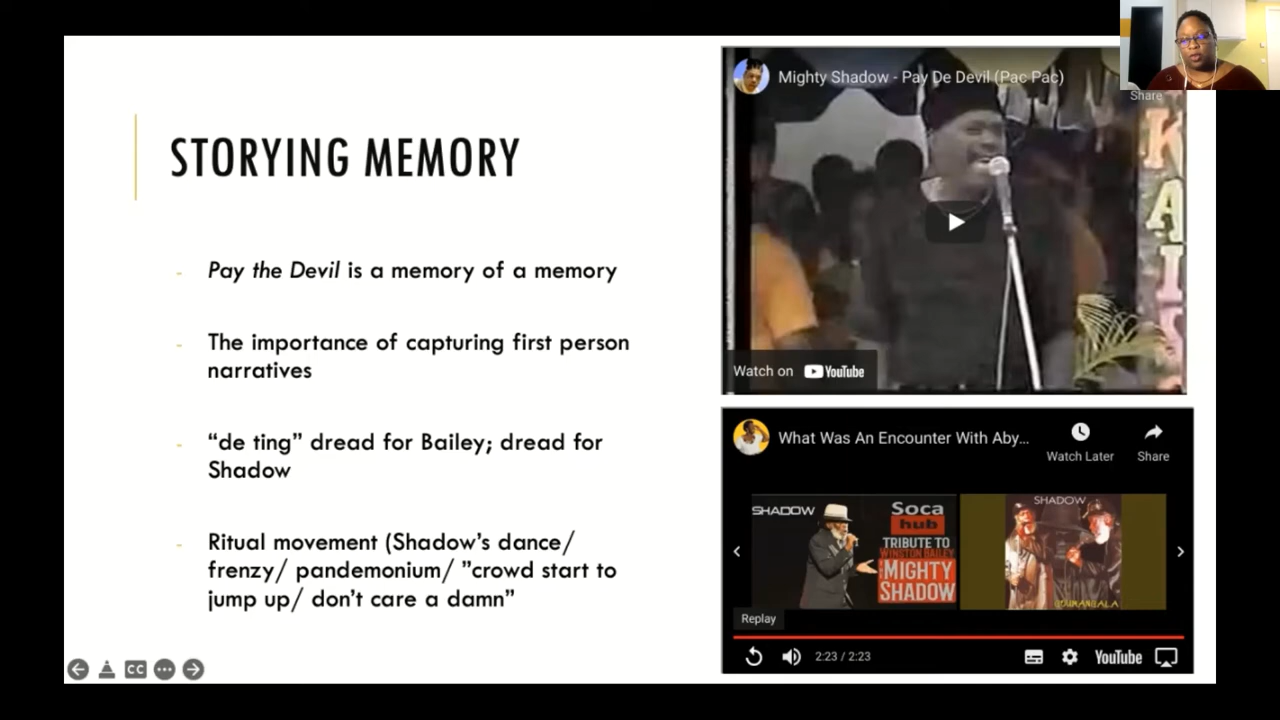 STORYING MEMORY
- Pay the Devil is a memory of a memory
- The importance of capturing first person
narratives
- “de ting” dread for Bailey; dread for
Shadow
- Ritual movement (Shadow’s dance/
frenzy/ pandemonium/ ”crowd start to
jump up/ don’t care a damn”
Mighty Shadow - Pay De Devil (Pac Pac)
Share
KAIS
Watch on YouTube
What Was An Encounter With Aby...
Watch Later
Share
SHADOW
Soca
hub
TRIBUTE TO
WINSTON BAILEY
MIGHTY
SHADOW
SHADOW
Replay
2:23 / 2:23
YouTube
CC